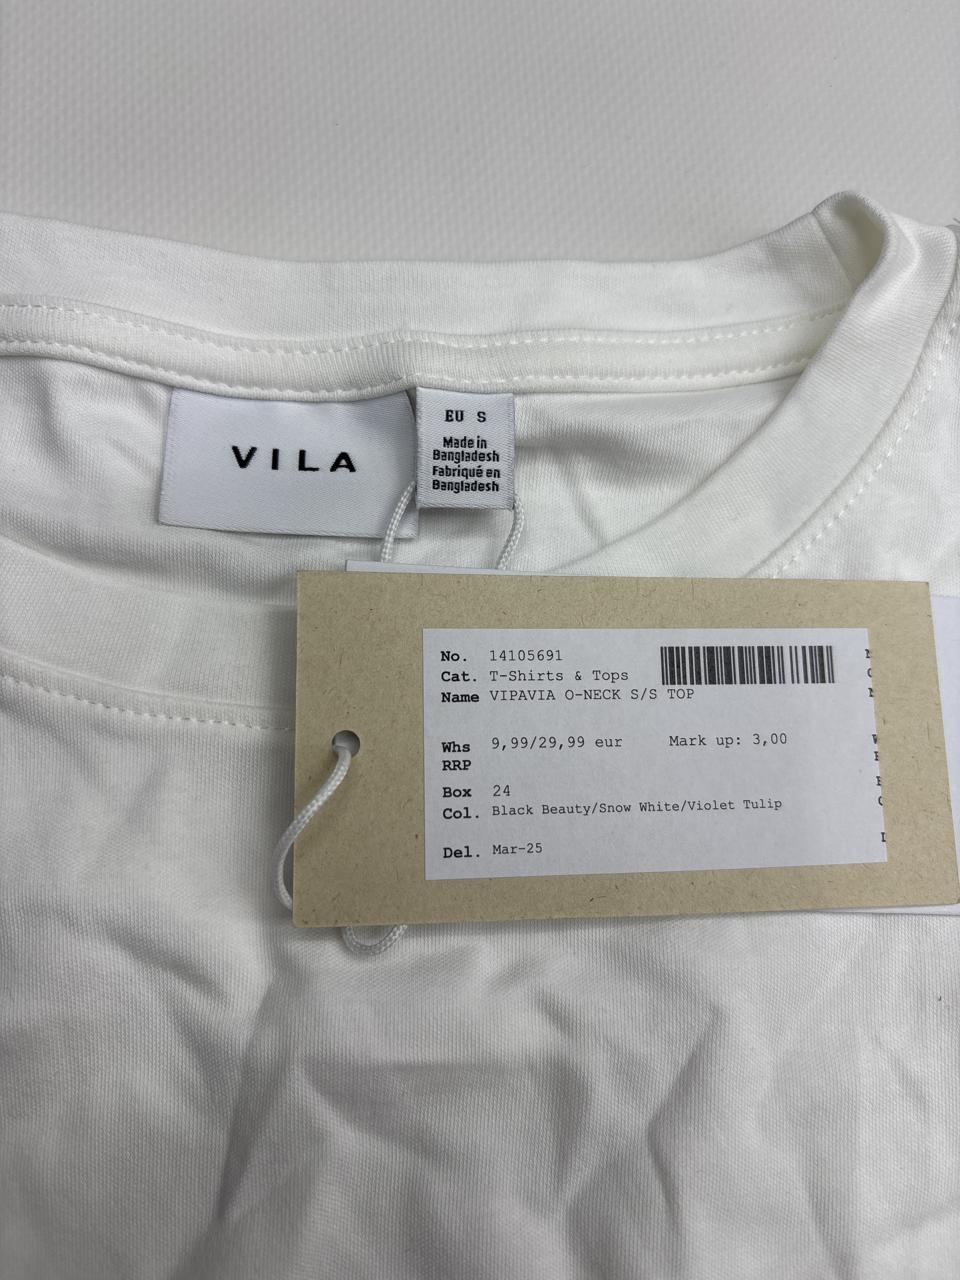 VILA
EU S
Made in
Bangladesh
Fabriqué en
Bangladesh
No. 14105691
Cat. T-Shirts & Tops
Name VIPAVIA O-NECK S/S TOP
Whs 9,99/29,99 eur Mark up: 3,00
RRP
Box 24
Col. Black Beauty/Snow White/Violet Tulip
Del. Mar-25